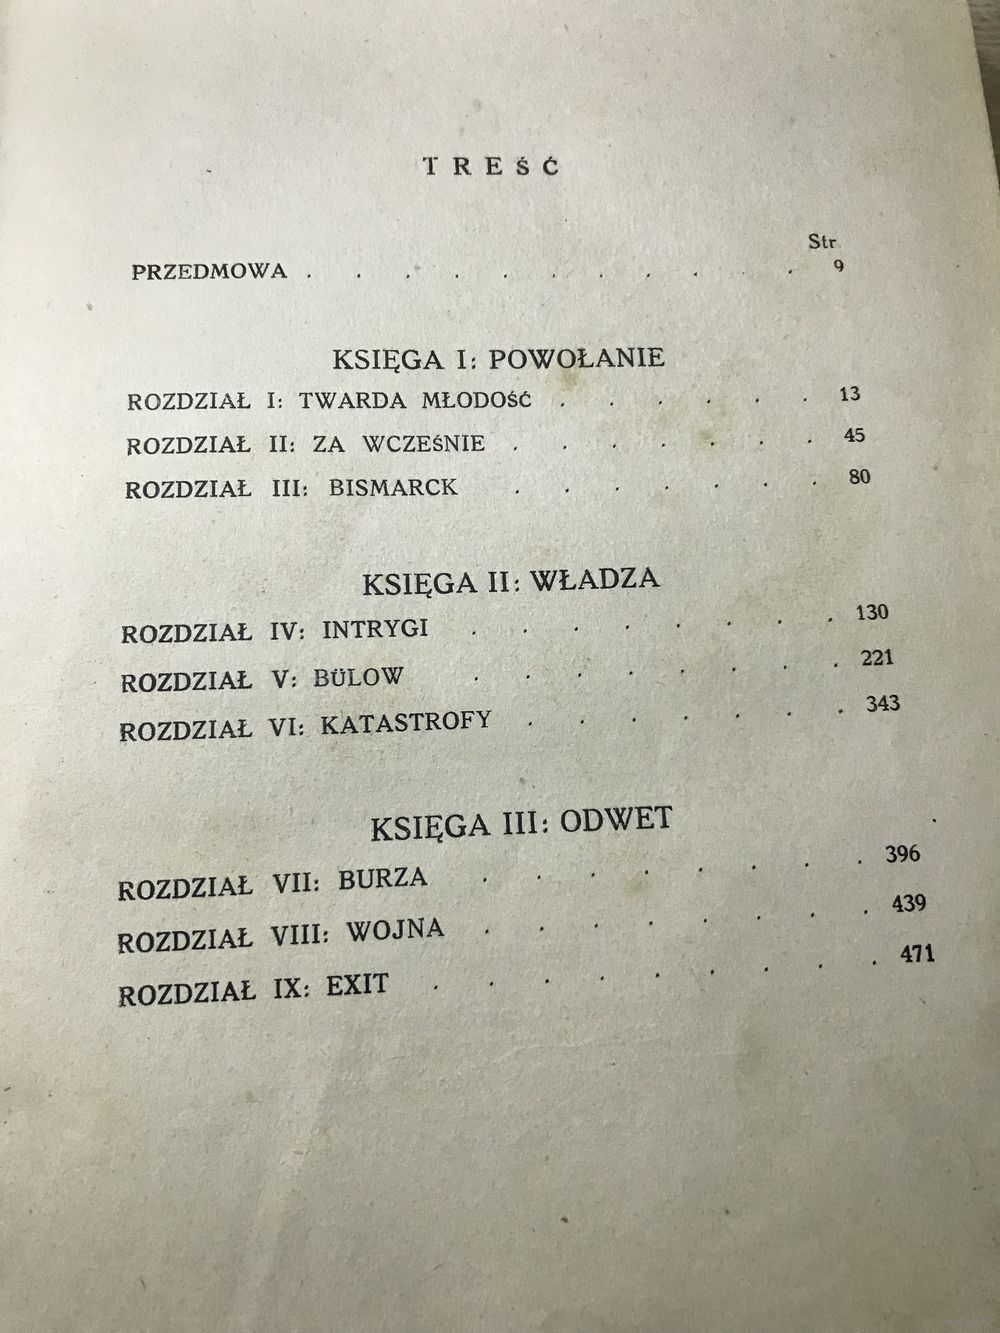 TREŚĆ
Str
PRZEDMOWA . . . . . . . . . . . 9
KSIĘGA I: POWOŁANIE
ROZDZIAŁ I: TWARDA MŁODOŚĆ . . . . . . 13
ROZDZIAŁ II: ZA WCZEŚNIE . . . . . . . 45
ROZDZIAŁ III: BISMARCK . . . . . . . 80
KSIĘGA II: WŁADZA
ROZDZIAŁ IV: INTRYGI . . . . . . . . 130
ROZDZIAŁ V: BÜLOW . . . . . . . . 221
ROZDZIAŁ VI: KATASTROFY . . . . . . . 343
KSIĘGA III: ODWET
ROZDZIAŁ VII: BURZA . . . . . . . . 396
ROZDZIAŁ VIII: WOJNA . . . . . . . . 439
ROZDZIAŁ IX: EXIT . . . . . . . . . 471